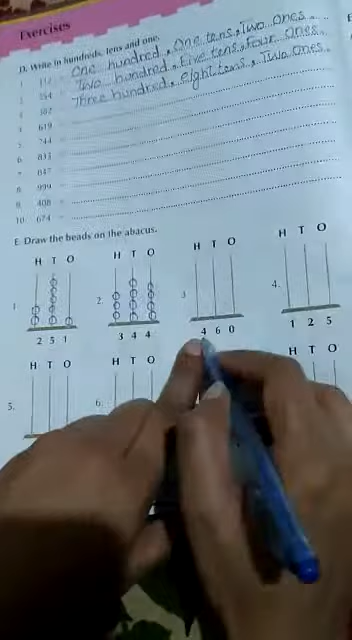 Exercises
D. Write in hundreds, tens and one.
1 112 = One hundred, One tens, Two Ones.
2 254 = Two hundred, Five tens, Four Ones.
3 382 Three hundred, eight tens, Two Ones.
4 619 =
5 744 =
6 033
7
8 999 =
9 408 =
10. 674 =
E. Draw the beads on the abacus.
H T O H T O H T O H T O
1 2. 3 4.
2 5 1 3 4 4 4 6 0 1 2 5
H T O H T O H T O
5. 6.